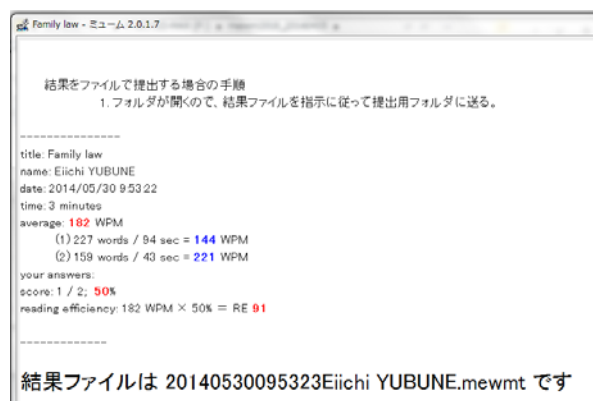 Family law - ミューム 2.0.1.7
結果をファイルで提出する場合の手順
1. フォルダが開くので、結果ファイルを指示に従って提出用フォルダに送る。
---------------
title: Family law
name: Eiichi YUBUNE
date: 2014/05/30 9:53:22
time: 3 minutes
average: 182 WPM
(1) 227 words / 94 sec = 144 WPM
(2) 159 words / 43 sec = 221 WPM
your answers:
score: 1 / 2; 50%
reading efficiency: 182 WPM × 50% = RE 91
-------------
結果ファイルは 20140530095323Eiichi YUBUNE.mewmt です